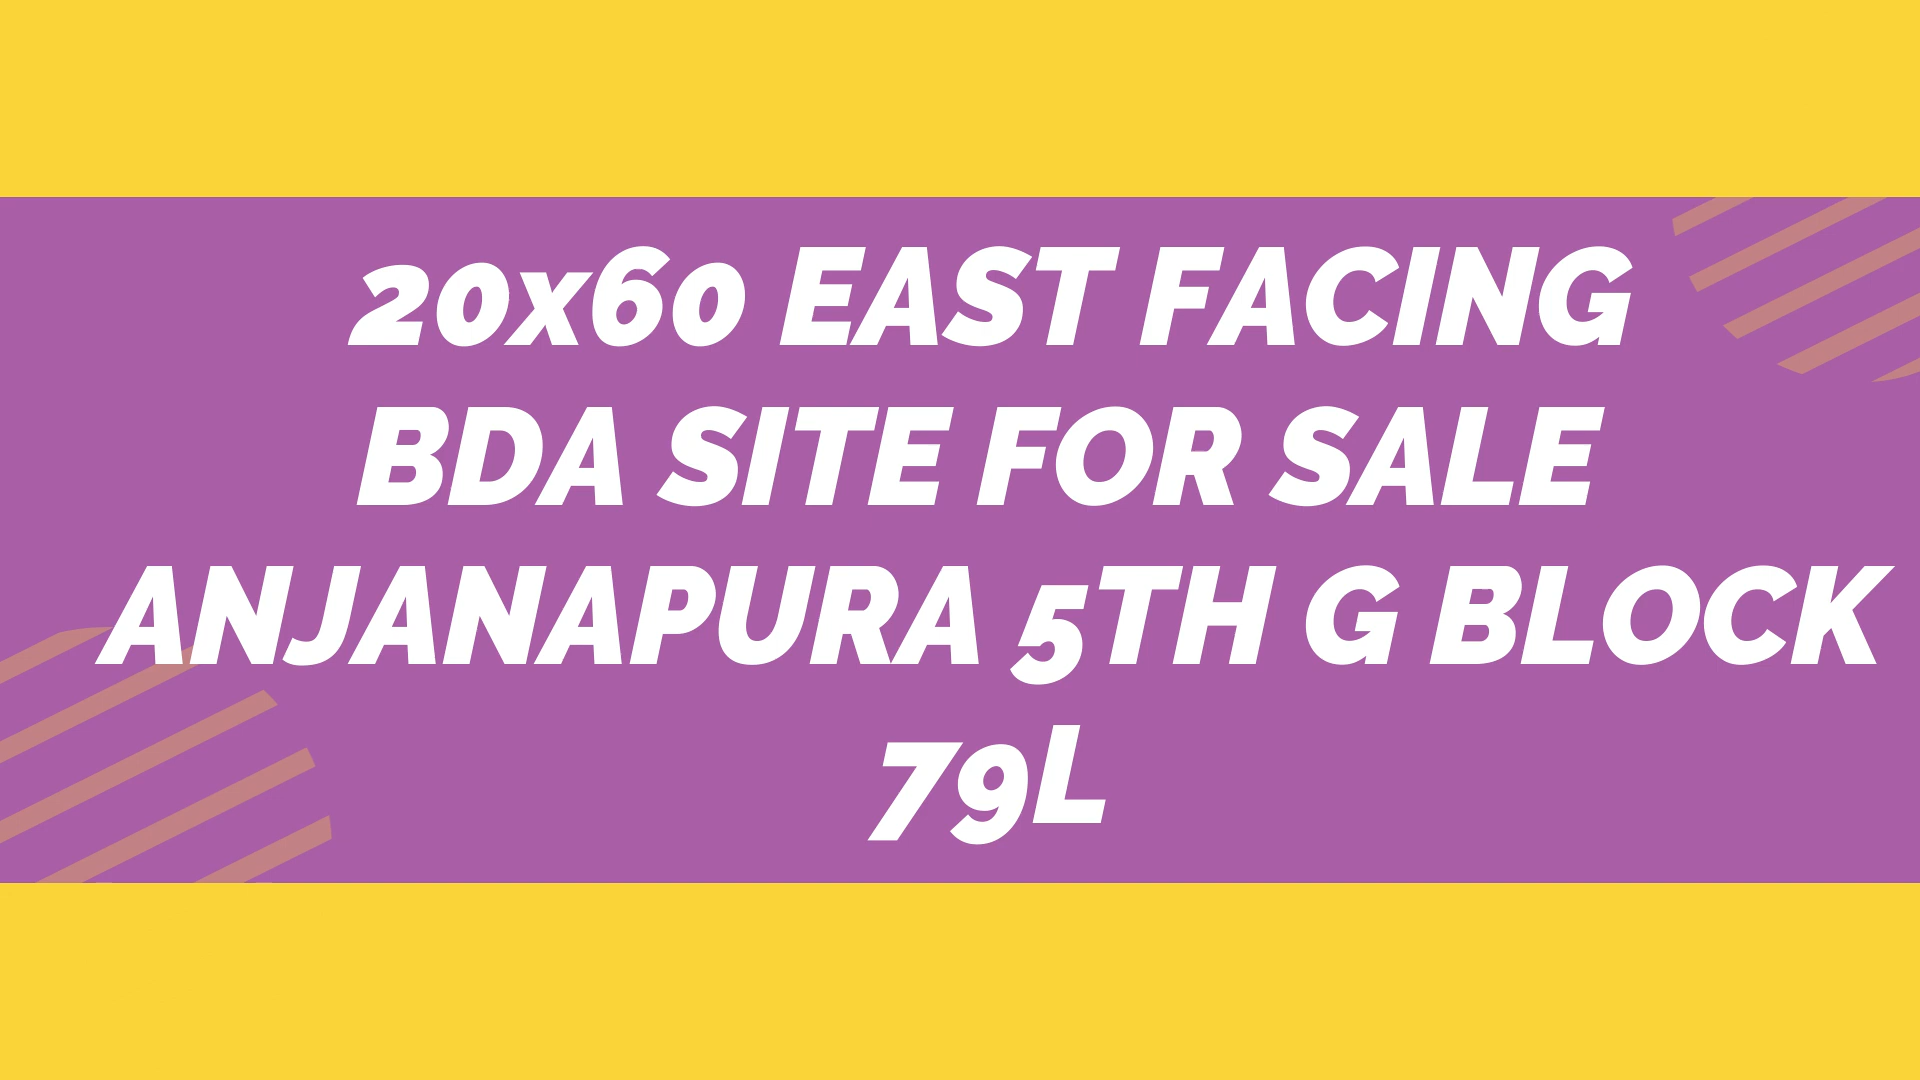 20x60 EAST FACING
BDA SITE FOR SALE
ANJANAPURA 5TH G BLOCK
79L